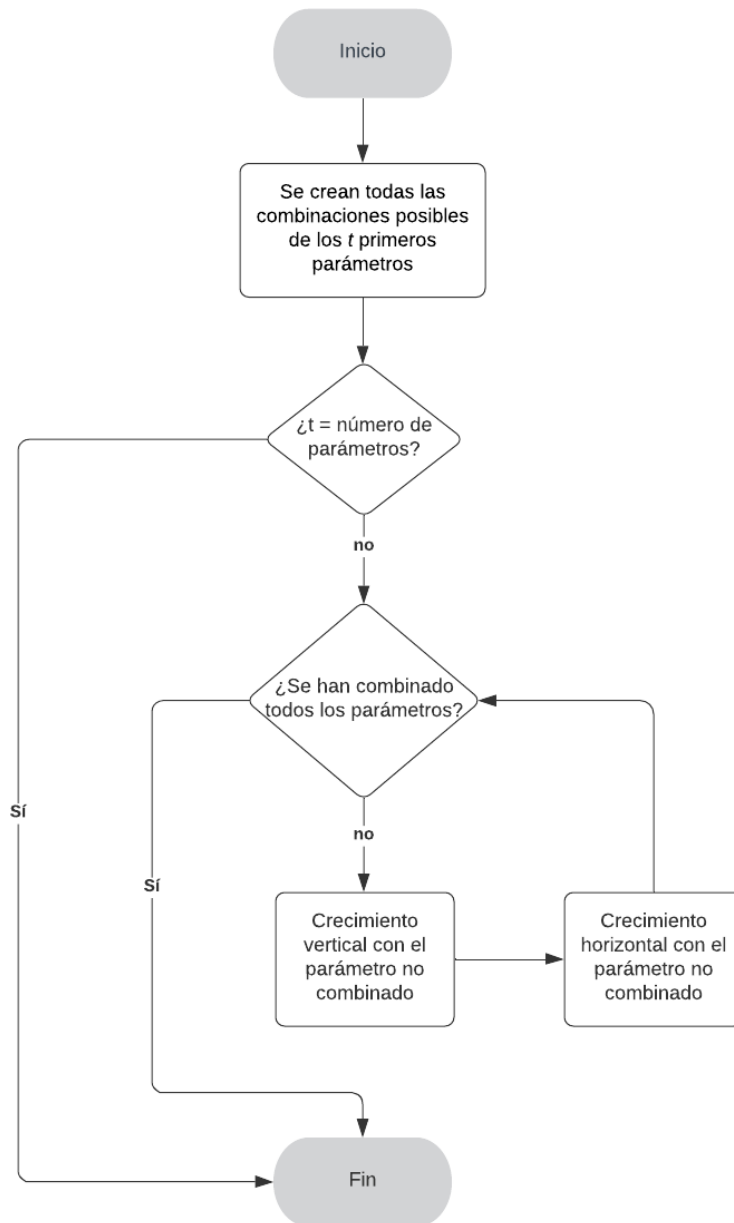 Inicio
Se crean todas las
combinaciones posibles
de los t primeros
parámetros
¿t = número de
parámetros?
no
¿Se han combinado
todos los parámetros?
Sí
no
Sí
Crecimiento
vertical con el
parámetro no
combinado
Crecimiento
horizontal con el
parámetro no
combinado
Fin